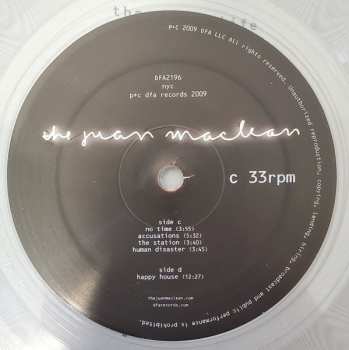 p+c 2009 DFA LLC All rights reserved. Unauthorized reproduction, copying, lending, hiring, broadcast and public performance is prohibited.
DFA2196
nyc
p+c dfa records 2009
the juan maclean
c 33rpm
side c
no time (3:55)
accusations (5:32)
the station (3:40)
human disaster (3:45)
side d
happy house (12:27)
thejuanmaclean.com
dfarecords.com